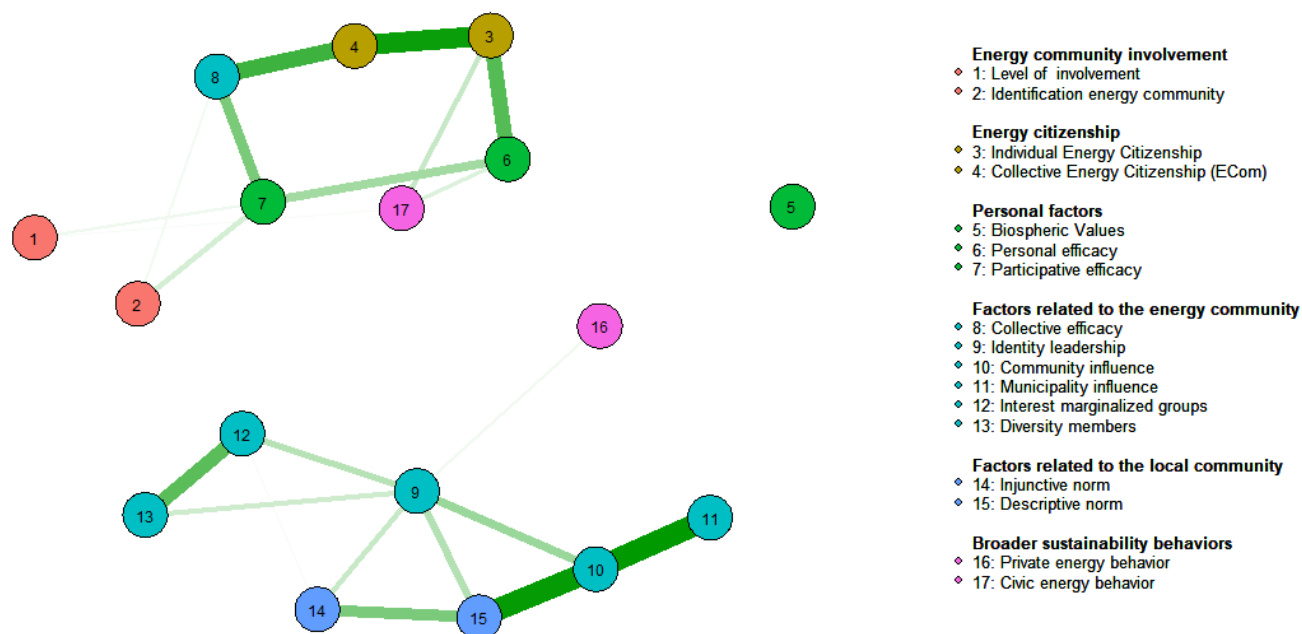 3
4
8
6
7
17
5
1
2
16
12
9
13
11
10
14
15
Energy community involvement
1: Level of involvement
2: Identification energy community
Energy citizenship
3: Individual Energy Citizenship
4: Collective Energy Citizenship (ECom)
Personal factors
5: Biospheric Values
6: Personal efficacy
7: Participative efficacy
Factors related to the energy community
8: Collective efficacy
9: Identity leadership
10: Community influence
11: Municipality influence
12: Interest marginalized groups
13: Diversity members
Factors related to the local community
14: Injunctive norm
15: Descriptive norm
Broader sustainability behaviors
16: Private energy behavior
17: Civic energy behavior